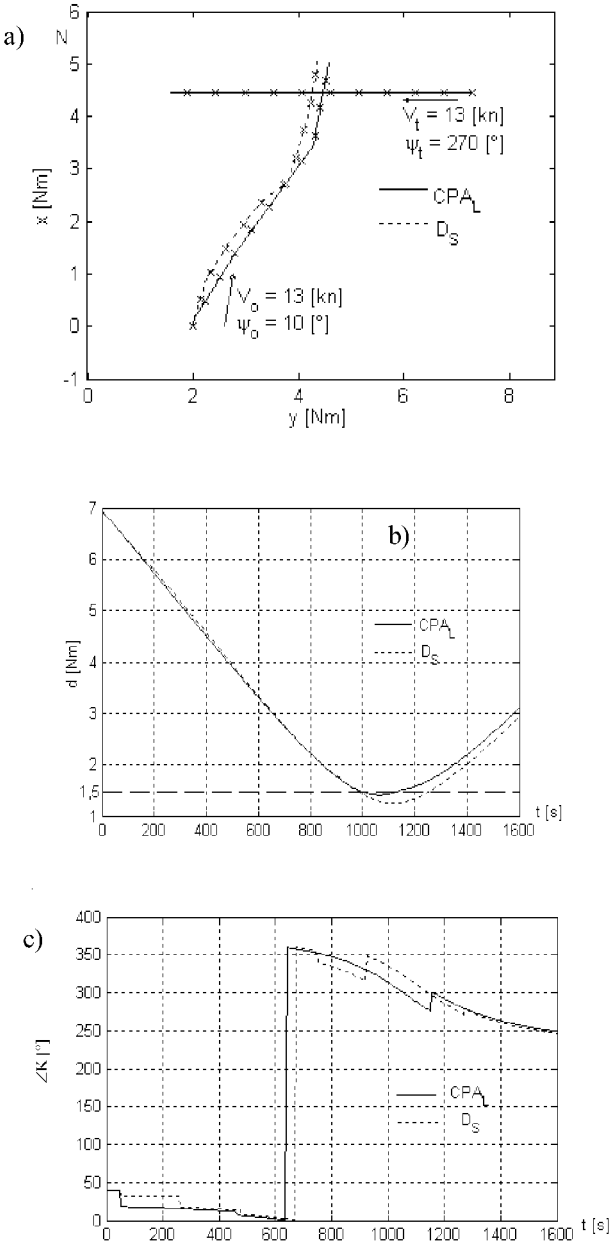 a)
N
x [Nm]
6
5
4
3
2
1
0
-1
V_t = 13 [kn]
ψ_t = 270 [°]
CPA_L
D_S
V_o = 13 [kn]
ψ_o = 10 [°]
0 2 4 6 8
y [Nm]
b)
d [Nm]
7
6
5
4
3
2
1,5
1
CPA_L
D_S
0 200 400 600 800 1000 1200 1400 1600 t [s]
c)
∠K [°]
400
350
300
250
200
150
100
50
0
CPA_L
D_S
0 200 400 600 800 1000 1200 1400 1600 t [s]